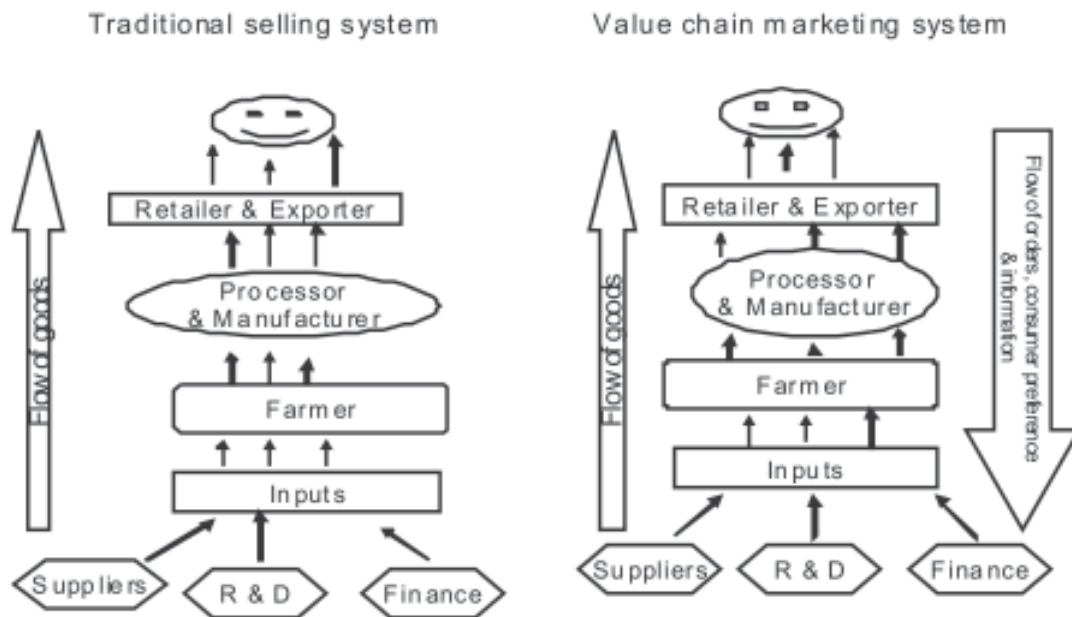 Traditional selling system
Flow of goods
Retailer & Exporter
Processor
& Manufacturer
Farmer
Inputs
Suppliers
R & D
Finance
Value chain marketing system
Flow of goods
Retailer & Exporter
Processor
& Manufacturer
Farmer
Inputs
Suppliers
R & D
Finance
Flow of orders, consumer preference
& information